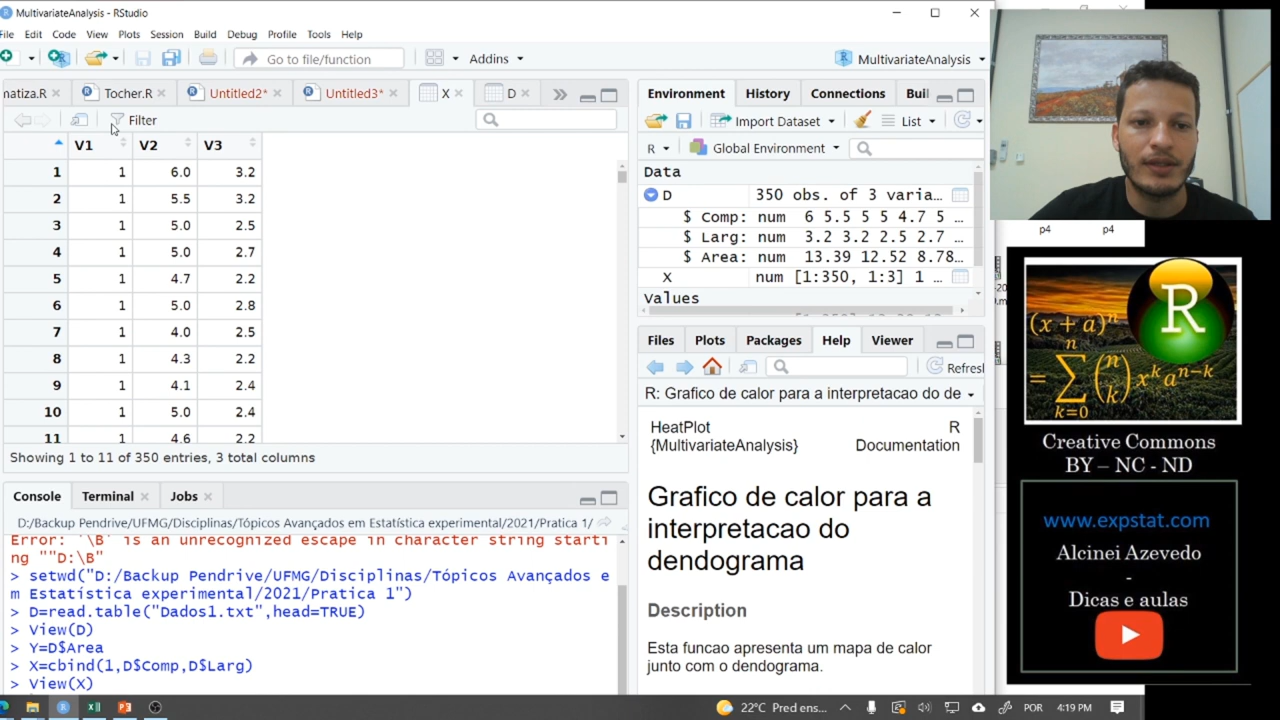 MultivariateAnalysis - RStudio
File Edit Code View Plots Session Build Debug Profile Tools Help
Go to file/function Addins MultivariateAnalysis
matiza.R Tocher.R Untitled2* Untitled3* X D
Filter
V1 V2 V3
1 1 6.0 3.2
2 1 5.5 3.2
3 1 5.0 2.5
4 1 5.0 2.7
5 1 4.7 2.2
6 1 5.0 2.8
7 1 4.0 2.5
8 1 4.3 2.2
9 1 4.1 2.4
10 1 5.0 2.4
11 1 4.6 2.2
Showing 1 to 11 of 350 entries, 3 total columns
Console Terminal Jobs
D:/Backup Pendrive/UFMG/Disciplinas/Tópicos Avançados em Estatística experimental/2021/Pratica 1/
Error: `\B` is an unrecognized escape in character string starti
ng ""D:\B"
> setwd("D:/Backup Pendrive/UFMG/Disciplinas/Tópicos Avançados e
m Estatística experimental/2021/Pratica 1")
> D=read.table("Dados1.txt",head=TRUE)
> View(D)
> Y=D$Area
> X=cbind(1,D$Comp,D$Larg)
> View(X)
Environment History Connections Buil
Import Dataset List
R Global Environment
Data
D 350 obs. of 3 varia…
$ Comp: num 6 5.5 5 5 4.7 5 …
$ Larg: num 3.2 3.2 2.5 2.7 …
$ Area: num 13.39 12.52 8.78…
X num [1:350, 1:3] 1 …
Values
Files Plots Packages Help Viewer
Refresl
R: Grafico de calor para a interpretacao do de
HeatPlot R
{MultivariateAnalysis} Documentation
Grafico de calor para a
interpretacao do
dendograma
Description
Esta funcao apresenta um mapa de calor
junto com o dendograma.
p4 p4
R
(x + a)^n
= ∑_{k=0}^{n} (n k) x^k a^{n−k}
Creative Commons
BY – NC - ND
www.expstat.com
Alcinei Azevedo
-
Dicas e aulas
22°C Pred ens... POR 4:19 PM